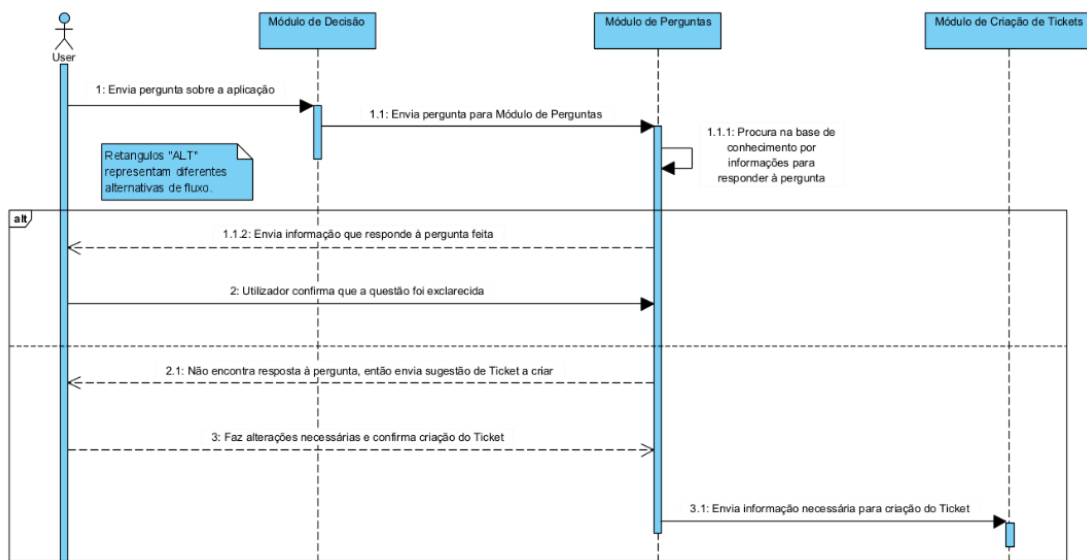 Módulo de Decisão
Módulo de Perguntas
Módulo de Criação de Tickets
User
1: Envia pergunta sobre a aplicação
1.1: Envia pergunta para Módulo de Perguntas
1.1.1: Procura na base de
conhecimento por
informações para
responder à pergunta
Retangulos "ALT"
representam diferentes
alternativas de fluxo.
alt
1.1.2: Envia informação que responde à pergunta feita
2: Utilizador confirma que a questão foi exclarecida
2.1: Não encontra resposta à pergunta, então envia sugestão de Ticket a criar
3: Faz alterações necessárias e confirma criação do Ticket
3.1: Envia informação necessária para criação do Ticket